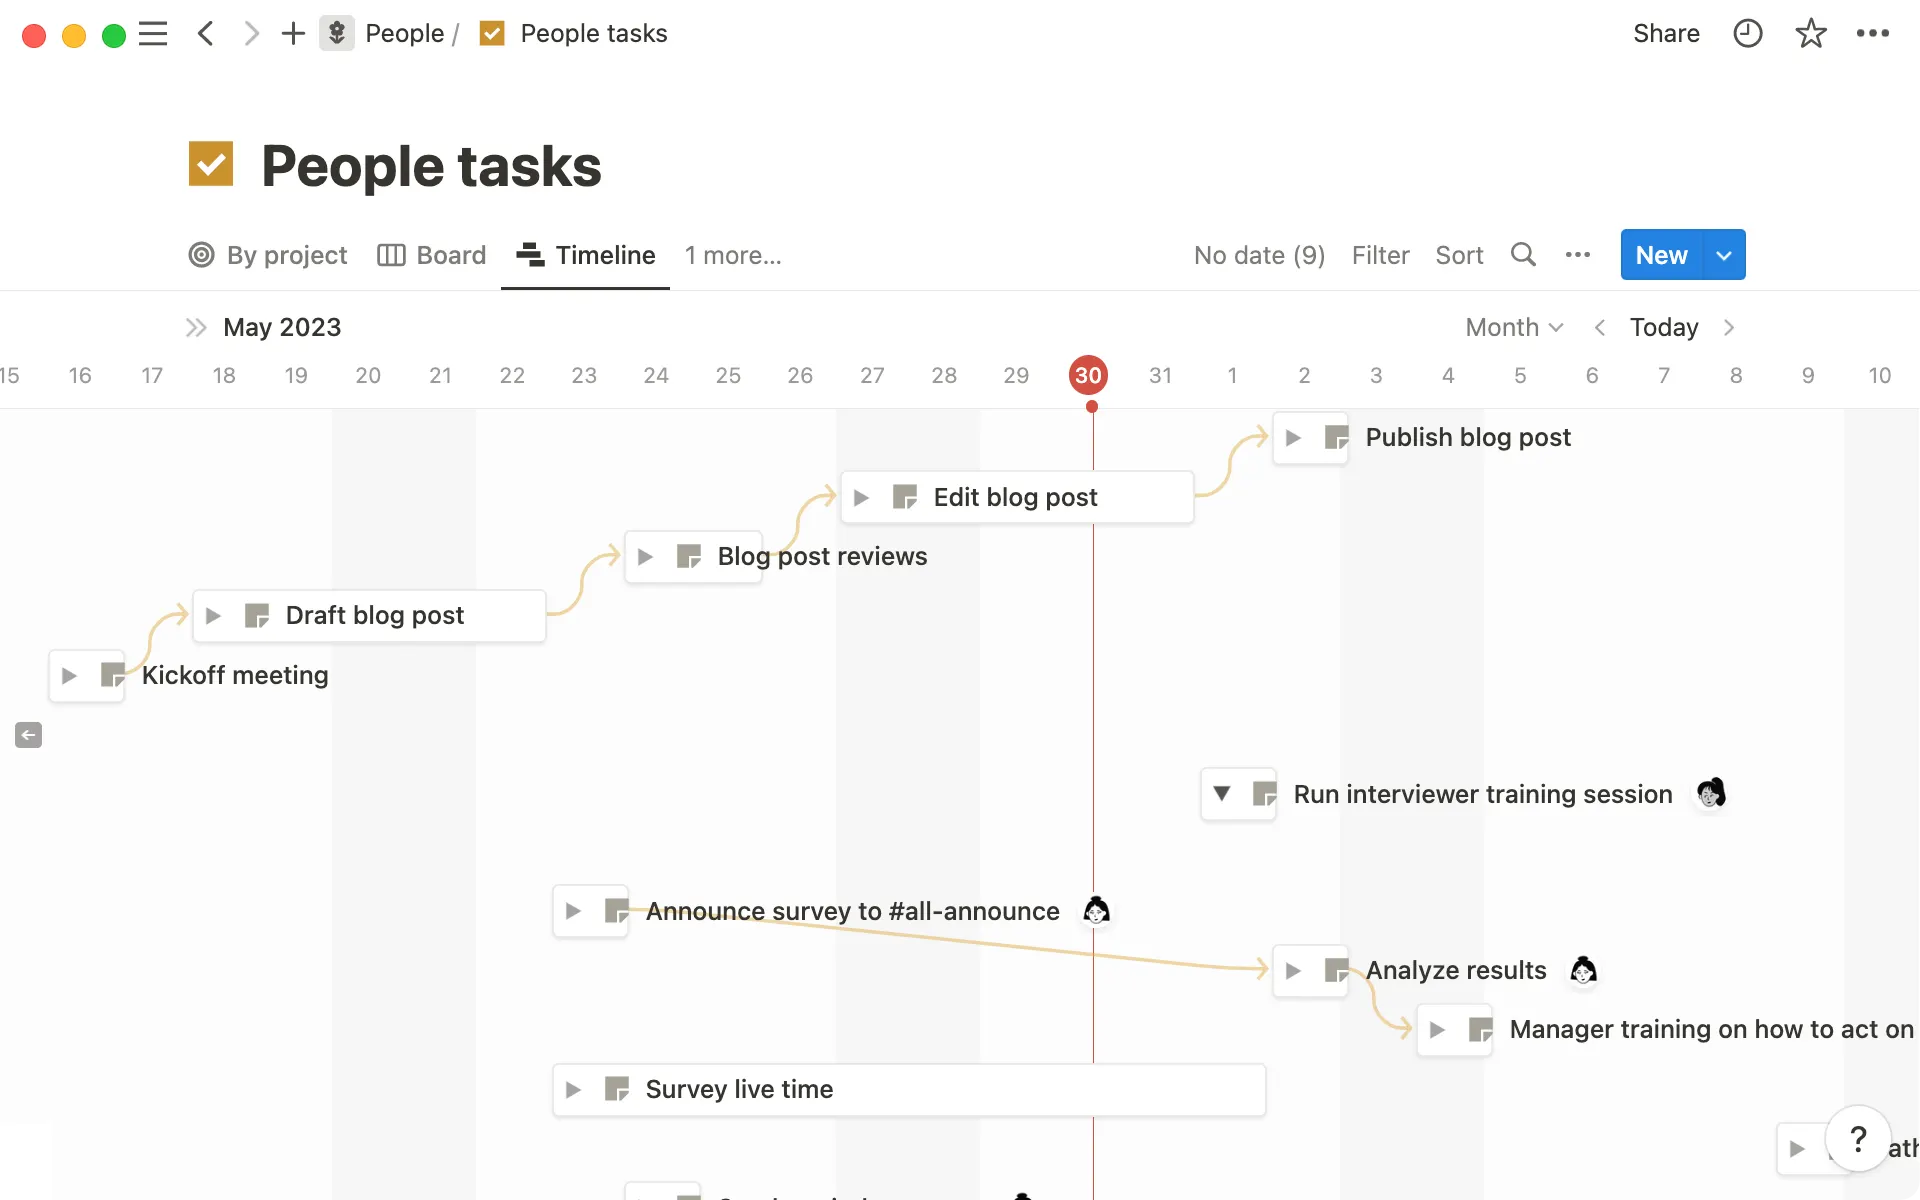 People / People tasks Share
People tasks
By project Board Timeline 1 more... No date (9) Filter Sort New
May 2023 Month Today
15 16 17 18 19 20 21 22 23 24 25 26 27 28 29 30 31 1 2 3 4 5 6 7 8 9 10
Publish blog post
Edit blog post
Blog post reviews
Draft blog post
Kickoff meeting
Run interviewer training session
Announce survey to #all-announce
Analyze results
Manager training on how to act on
Survey live time
?